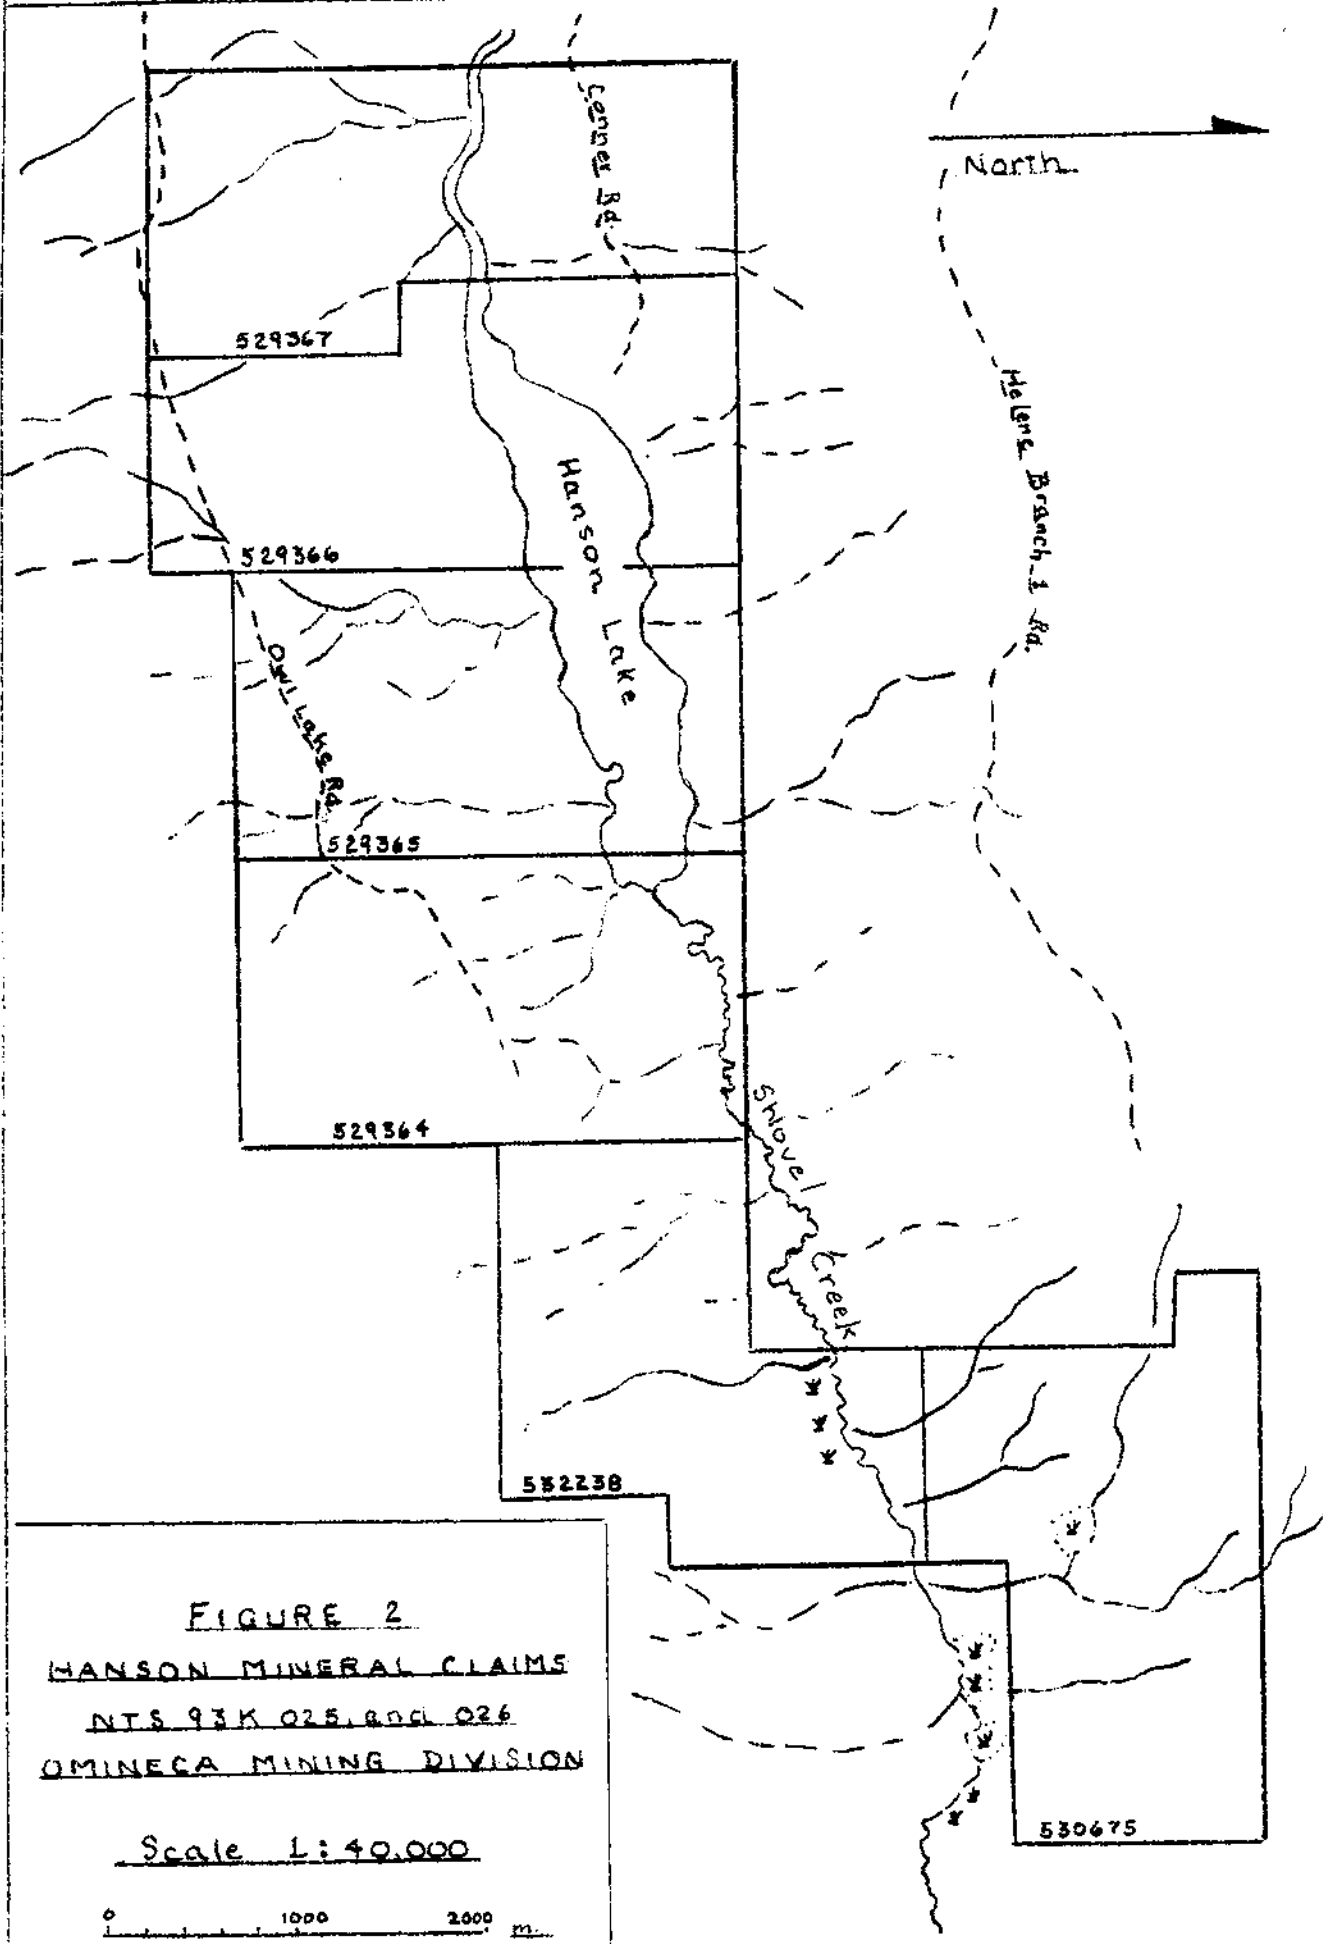 Lenner Rd.
North
529367
Helene Branch-1 Rd.
Hanson Lake
529366
Owl Lake Rd.
529365
Shovel Creek
529364
532238
530675
FIGURE 2
HANSON MINERAL CLAIMS
NTS 93K 025, and 026
OMINECA MINING DIVISION
Scale 1:40,000
0 1000 2000 m.